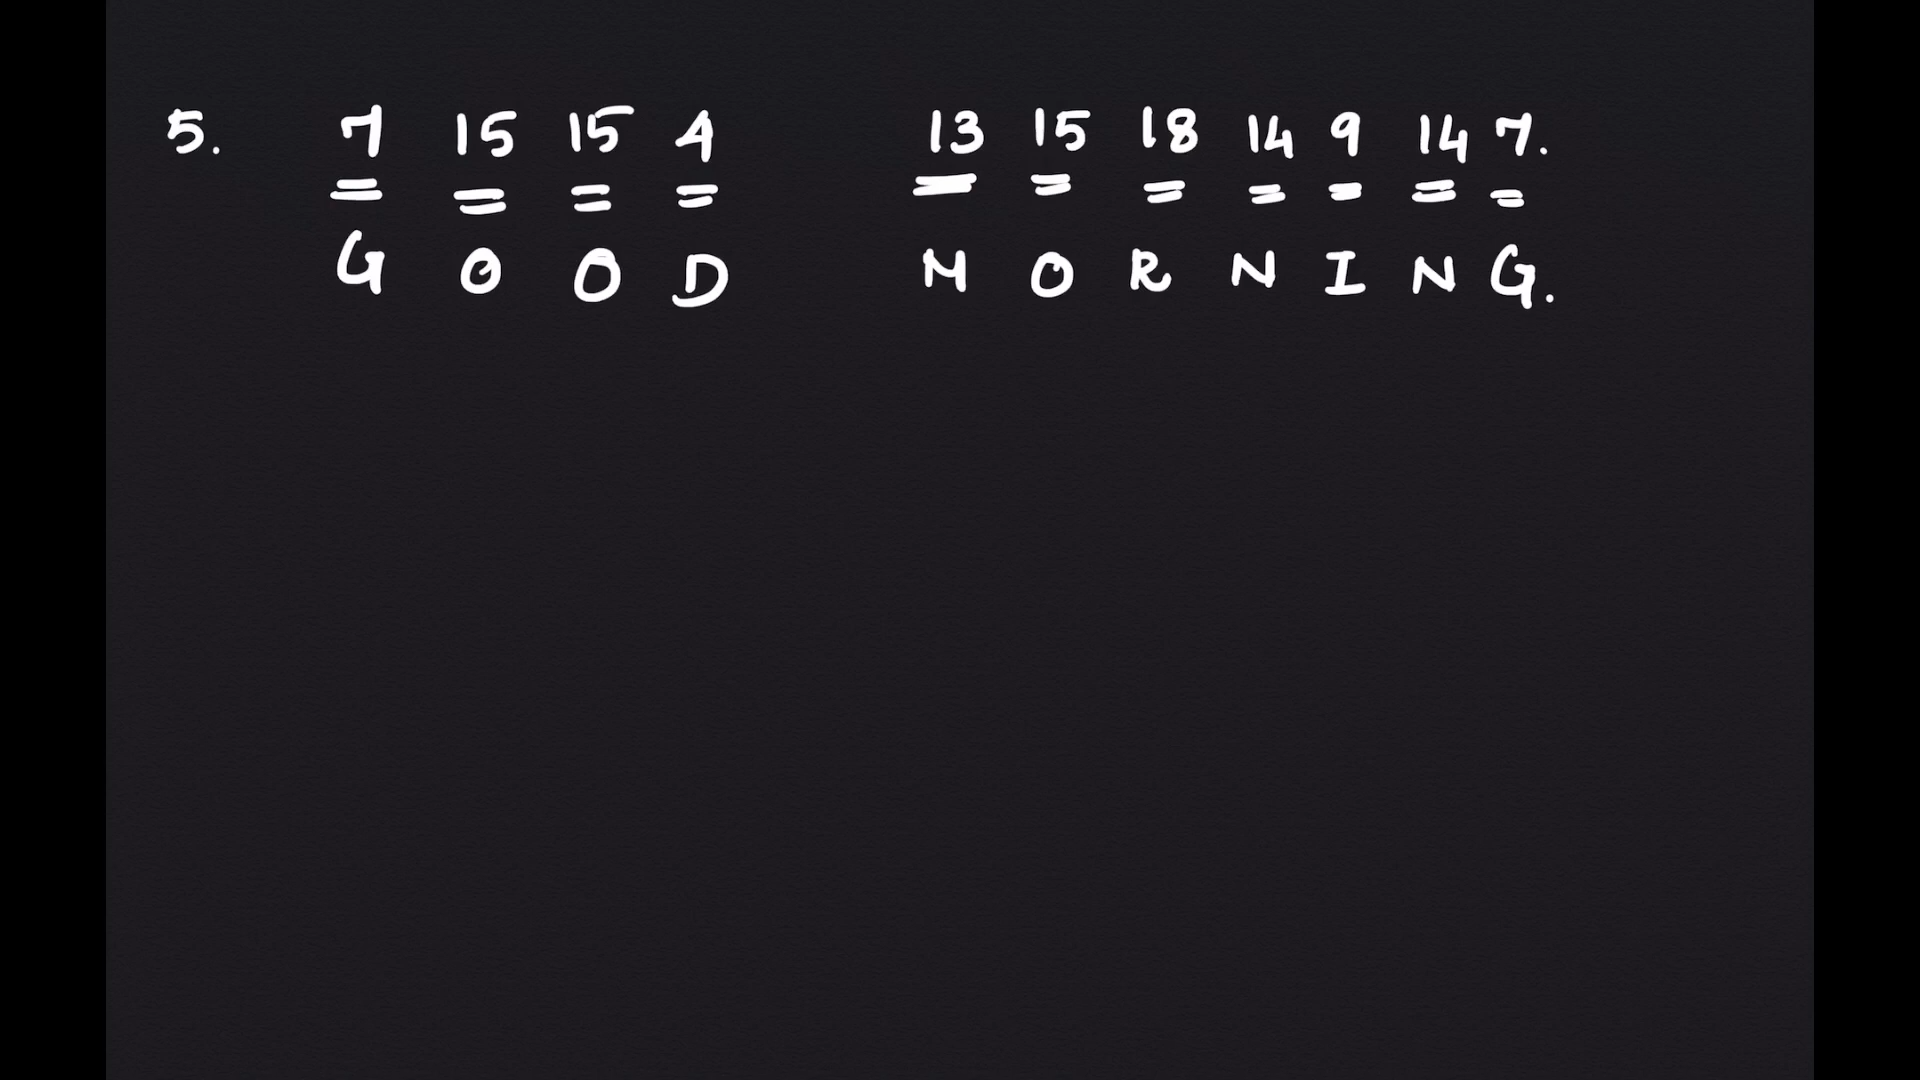 5. 7 15 15 4 13 15 18 14 9 14 7.
= = = = = = = = = = =
G O O D M O R N I N G.